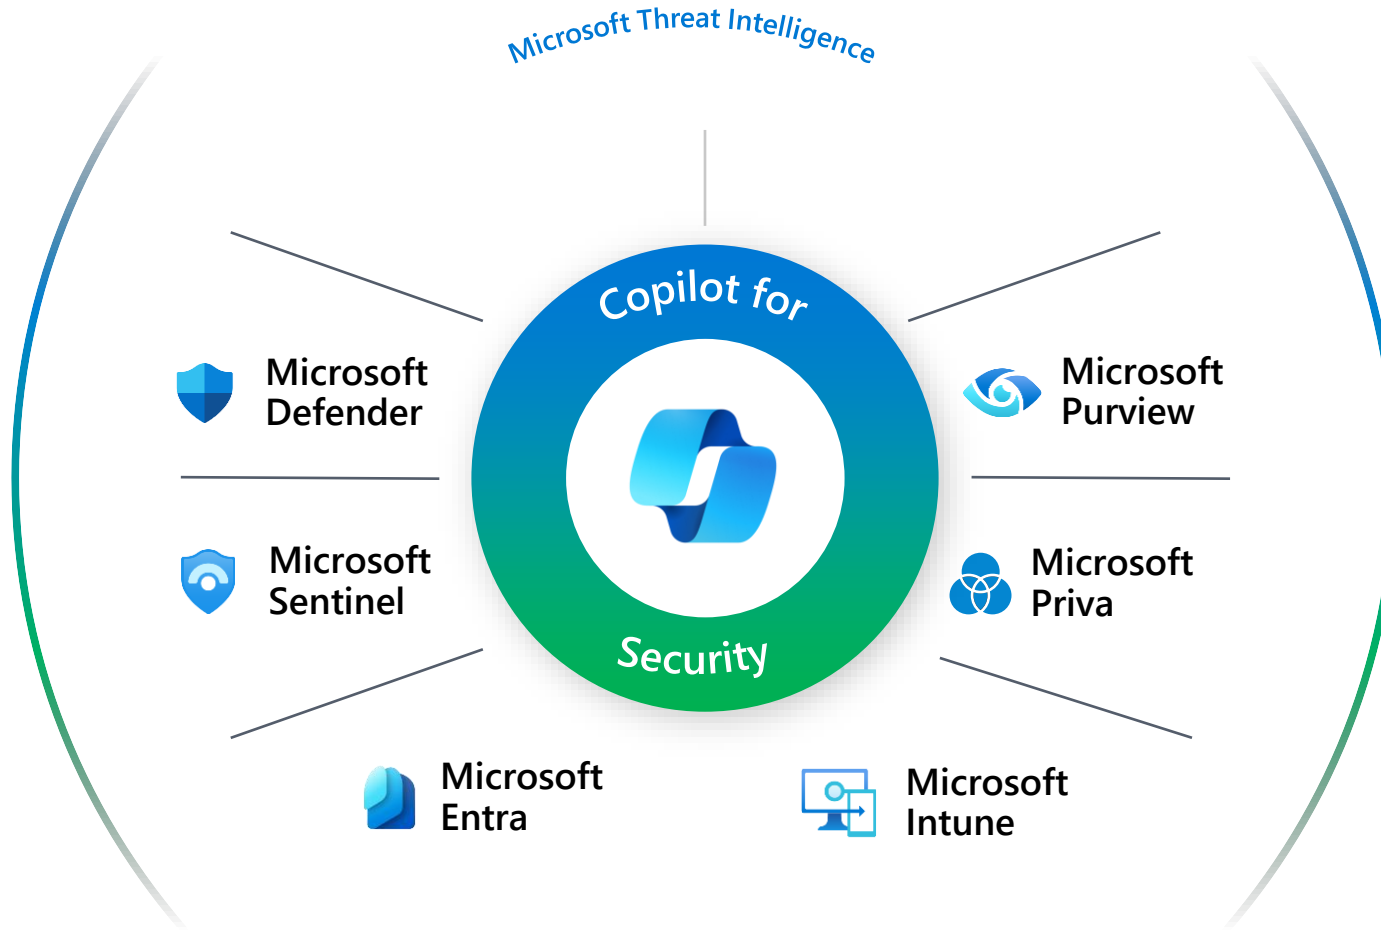 Microsoft Threat Intelligence
Copilot for
Security
Microsoft
Defender
Microsoft
Purview
Microsoft
Sentinel
Microsoft
Priva
Microsoft
Entra
Microsoft
Intune